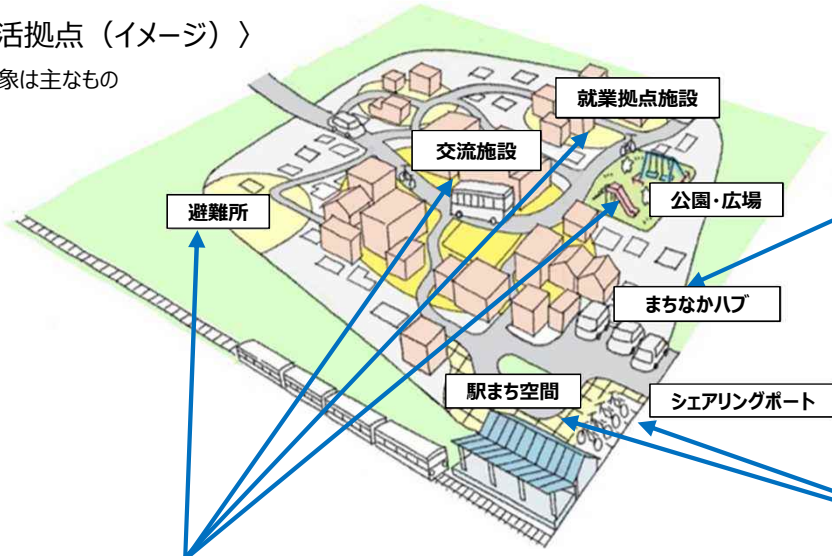 活拠点（イメージ）〉
象は主なもの
就業拠点施設
交流施設
公園・広場
避難所
まちなかハブ
駅まち空間
シェアリングポート